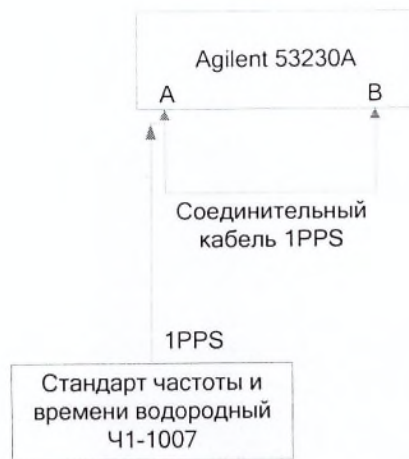 Agilent 53230A
A B
Соединительный
кабель 1PPS
1PPS
Стандарт частоты и
времени водородный
Ч1-1007